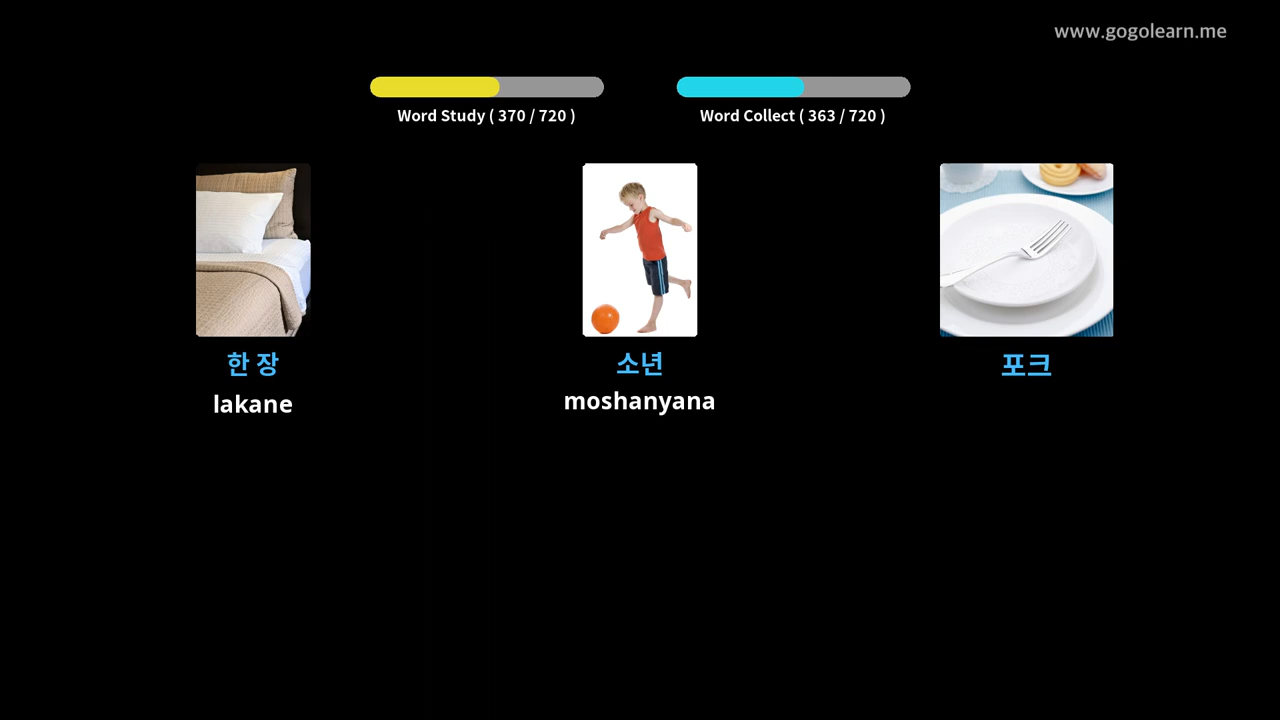 www.gogolearn.me
Word Study ( 370 / 720 )
Word Collect ( 363 / 720 )
한 장
lakane
소년
moshanyana
포크